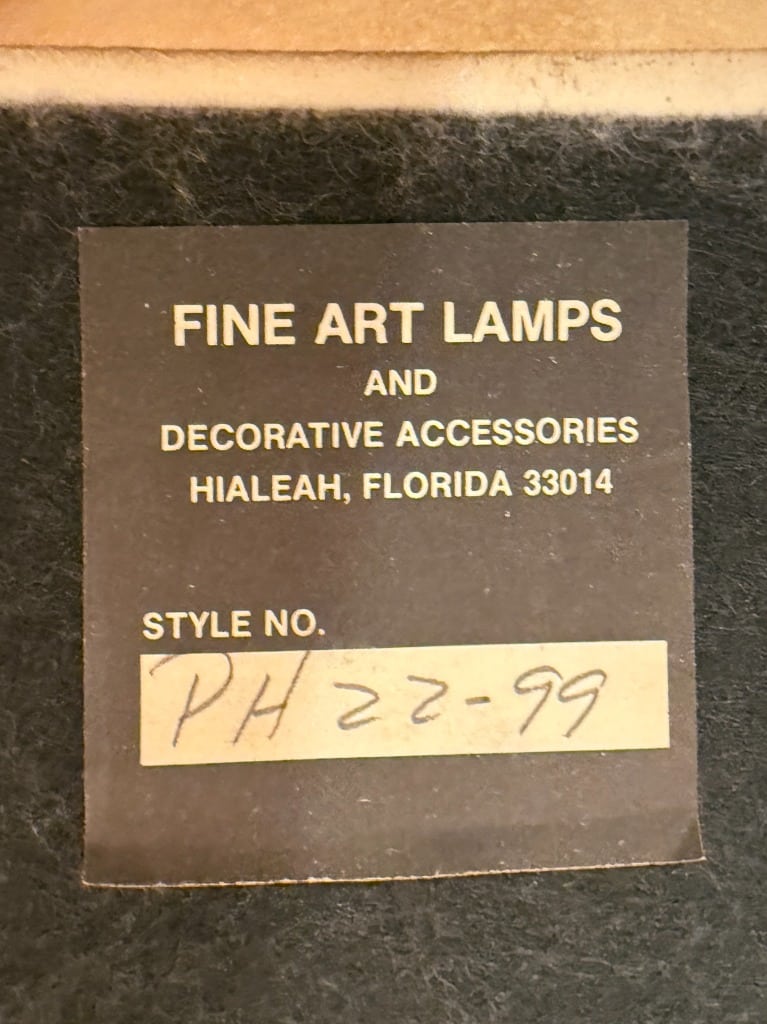 FINE ART LAMPS
AND
DECORATIVE ACCESSORIES
HIALEAH, FLORIDA 33014
STYLE NO.
PH 22-99